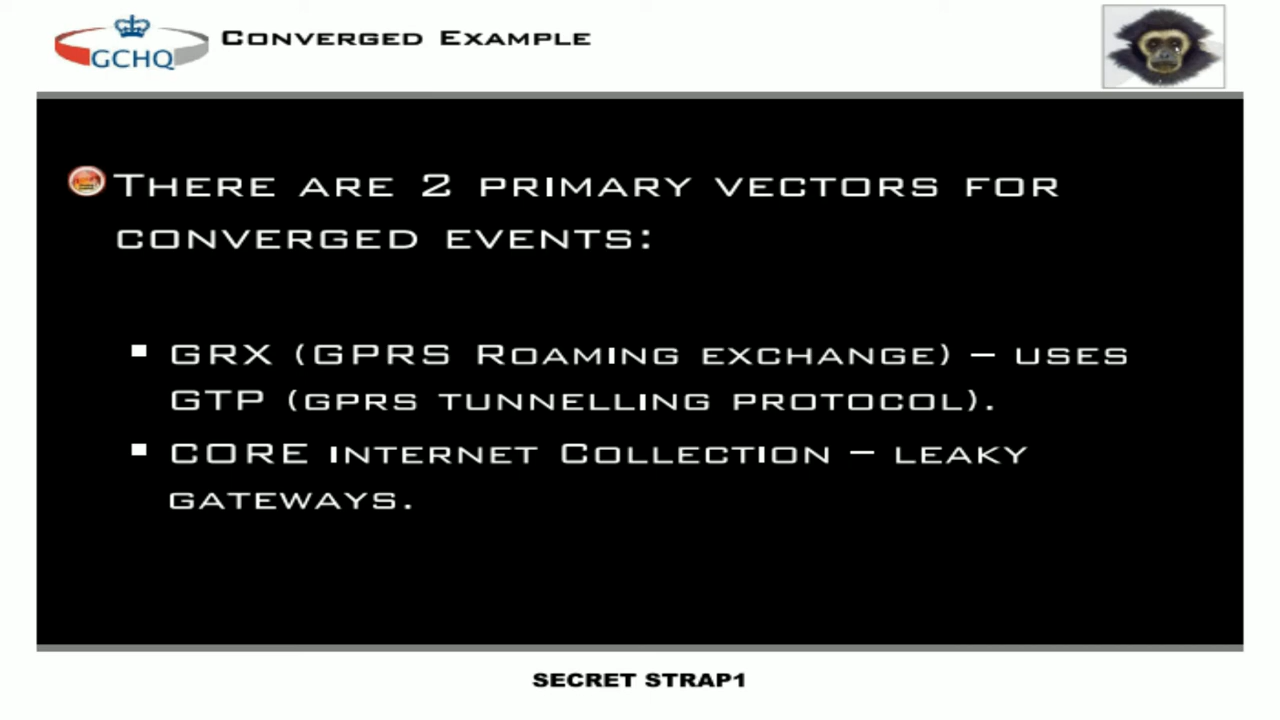 GCHQ
Converged Example
There are 2 primary vectors for
converged events:
GRX (GPRS Roaming exchange) – uses
GTP (gprs tunnelling protocol).
CORE internet Collection – leaky
gateways.
SECRET STRAP1